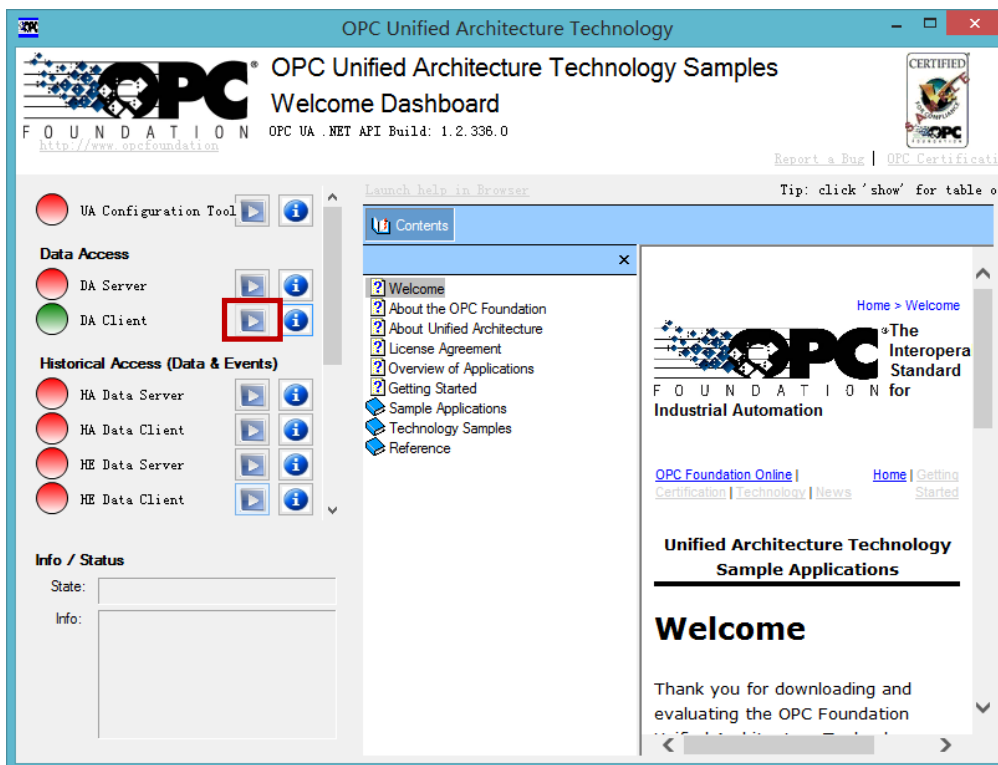 OPC Unified Architecture Technology
OPC
FOUNDATION
http://www.opcfoundation
OPC Unified Architecture Technology Samples
Welcome Dashboard
OPC UA .NET API Build: 1.2.336.0
CERTIFIED
OPC
Report a Bug | OPC Certificati
Launch help in Browser
Tip: click 'show' for table o
UA Configuration Tool
Data Access
DA Server
DA Client
Historical Access (Data & Events)
HA Data Server
HA Data Client
HE Data Server
HE Data Client
Info / Status
State:
Info:
Contents
Welcome
About the OPC Foundation
About Unified Architecture
License Agreement
Overview of Applications
Getting Started
Sample Applications
Technology Samples
Reference
Home > Welcome
OPC
FOUNDATION
®The
Interopera
Standard
for
Industrial Automation
OPC Foundation Online | Home | Getting
Certification | Technology | News Started
Unified Architecture Technology
Sample Applications
Welcome
Thank you for downloading and
evaluating the OPC Foundation